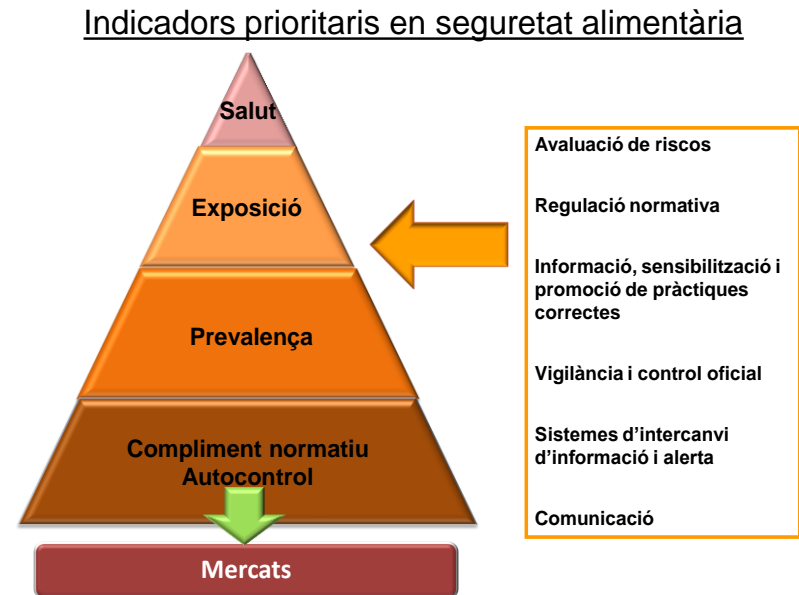 Indicadors prioritaris en seguretat alimentària
Salut
Exposició
Prevalença
Compliment normatiu
Autocontrol
Mercats
Avaluació de riscos
Regulació normativa
Informació, sensibilització i
promoció de pràctiques
correctes
Vigilància i control oficial
Sistemes d’intercanvi
d’informació i alerta
Comunicació